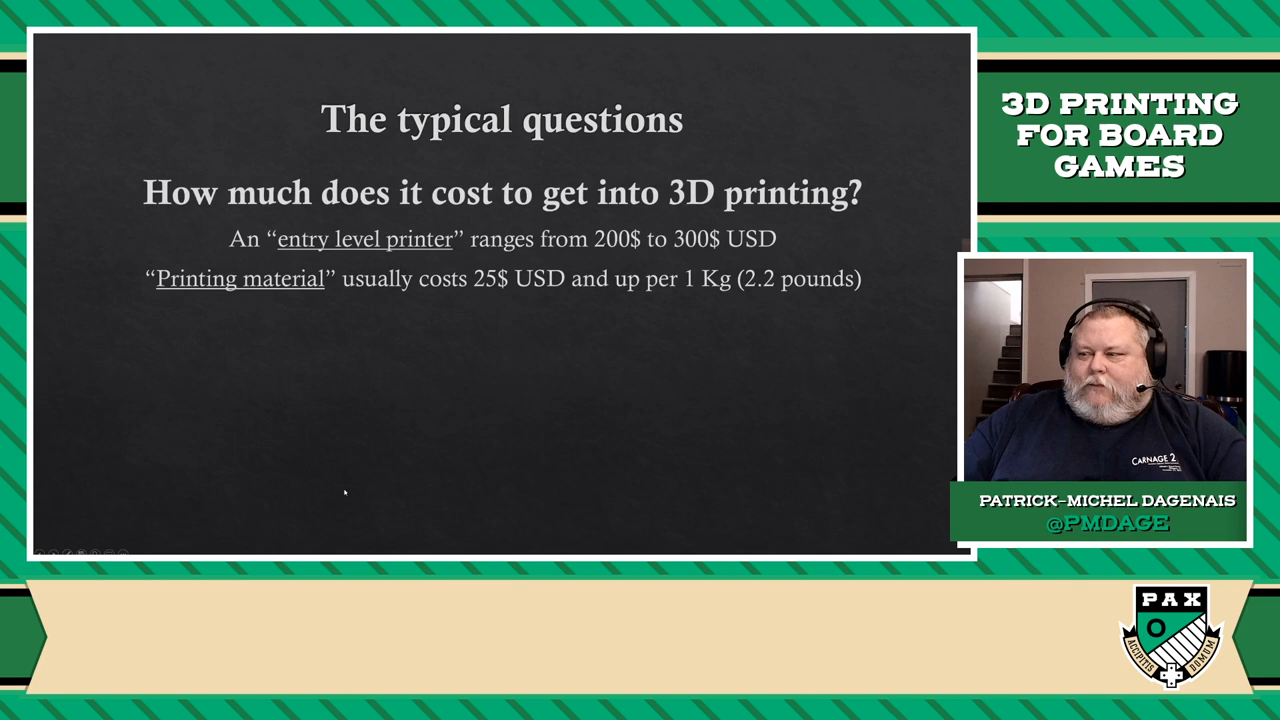 The typical questions
How much does it cost to get into 3D printing?
An “entry level printer” ranges from 200$ to 300$ USD
“Printing material” usually costs 25$ USD and up per 1 Kg (2.2 pounds)
3D PRINTING
FOR BOARD
GAMES
CARNAGE 2
PATRICK-MICHEL DAGENAIS
@PMDAGE
PAX
ACCIPITIS
DOMUM